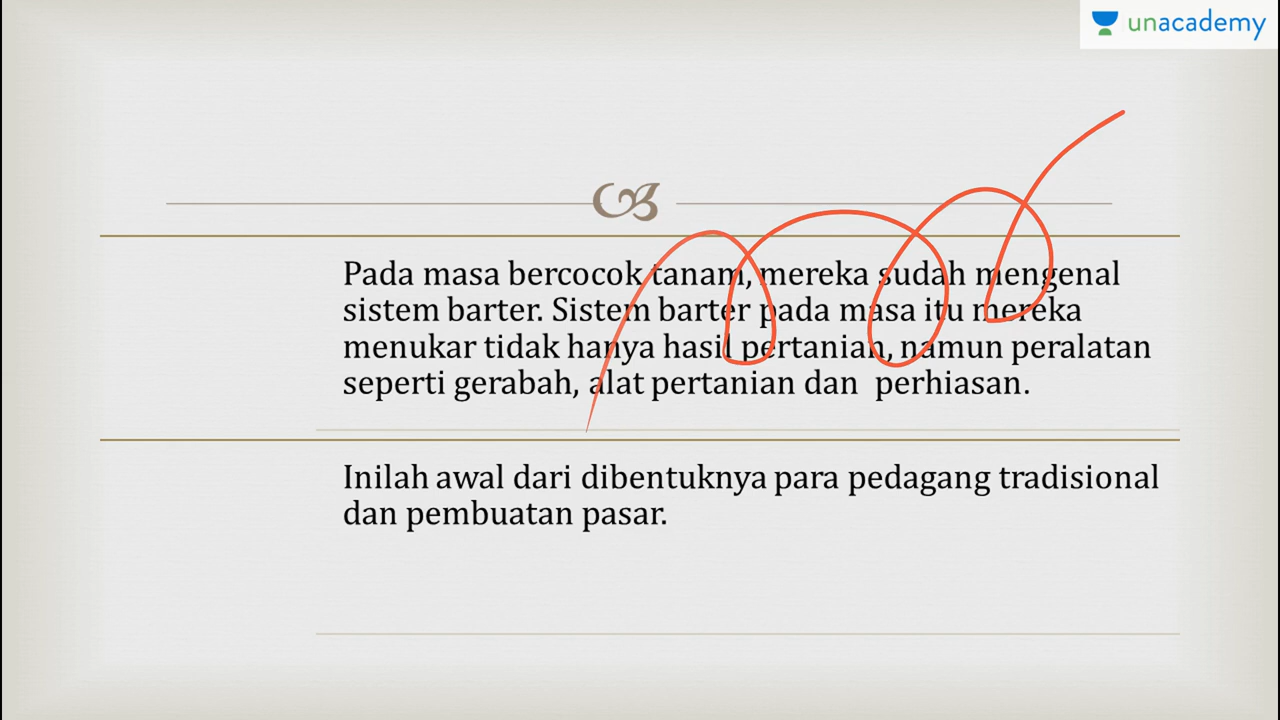 unacademy
Pada masa bercocok tanam, mereka sudah mengenal
sistem barter. Sistem barter pada masa itu mereka
menukar tidak hanya hasil pertanian, namun peralatan
seperti gerabah, alat pertanian dan perhiasan.
Inilah awal dari dibentuknya para pedagang tradisional
dan pembuatan pasar.